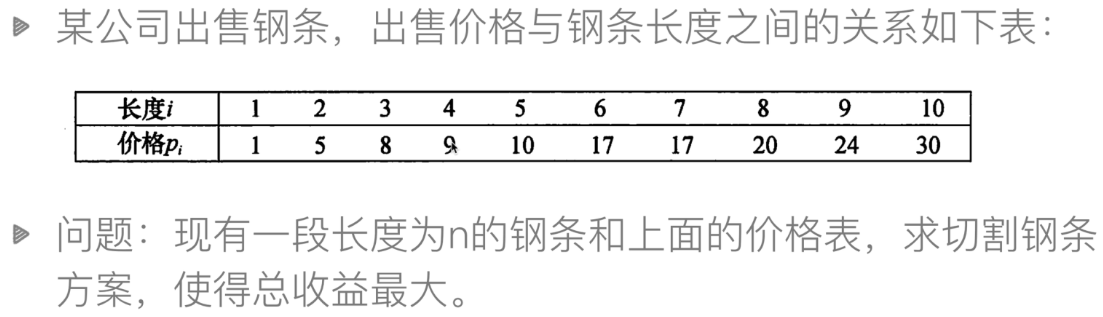 某公司出售钢条，出售价格与钢条长度之间的关系如下表：
长度i 1 2 3 4 5 6 7 8 9 10
价格pi 1 5 8 9 10 17 17 20 24 30
问题：现有一段长度为n的钢条和上面的价格表，求切割钢条
方案，使得总收益最大。